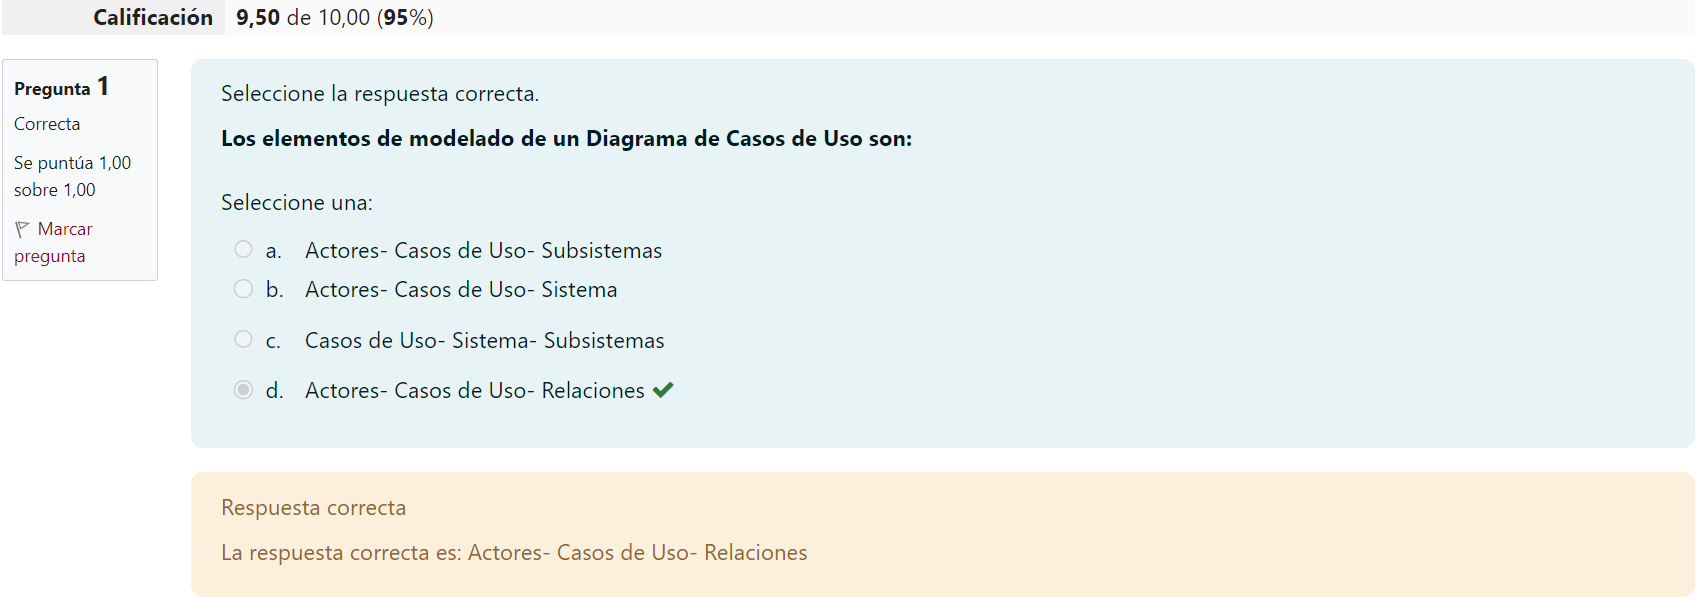 Calificación 9,50 de 10,00 (95%)
Pregunta 1
Correcta
Se puntúa 1,00
sobre 1,00
Marcar
pregunta
Seleccione la respuesta correcta.
Los elementos de modelado de un Diagrama de Casos de Uso son:
Seleccione una:
a. Actores- Casos de Uso- Subsistemas
b. Actores- Casos de Uso- Sistema
c. Casos de Uso- Sistema- Subsistemas
d. Actores- Casos de Uso- Relaciones
Respuesta correcta
La respuesta correcta es: Actores- Casos de Uso- Relaciones